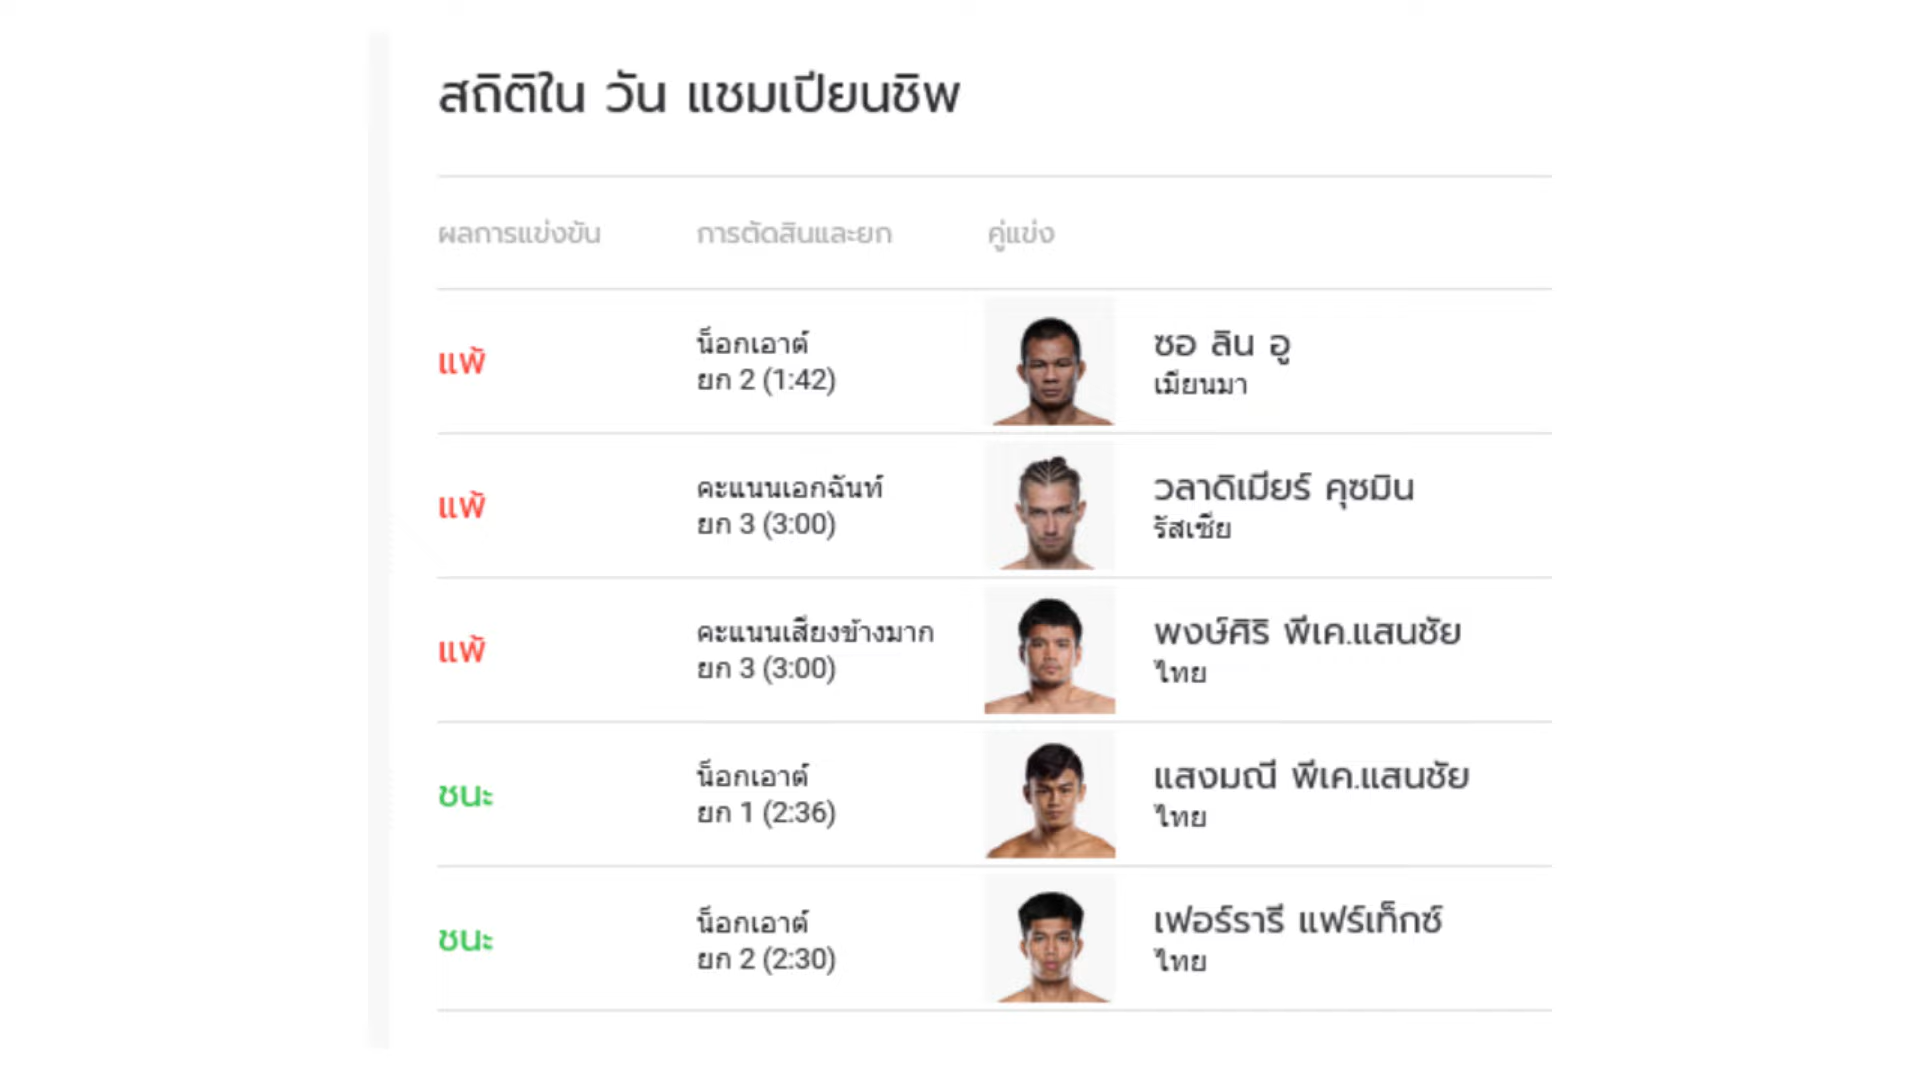 สถิติใน วัน แชมเปียนชิพ
ผลการแข่งขัน การตัดสินและยก คู่แข่ง
แพ้ น็อกเอาต์ ซอ ลิน อู
ยก 2 (1:42) เมียนมา
แพ้ คะแนนเอกฉันท์ วลาดิเมียร์ คุซมิน
ยก 3 (3:00) รัสเซีย
แพ้ คะแนนเสียงข้างมาก พงษ์ศิริ พีเค.แสนชัย
ยก 3 (3:00) ไทย
ชนะ น็อกเอาต์ แสงมณี พีเค.แสนชัย
ยก 1 (2:36) ไทย
ชนะ น็อกเอาต์ เฟอร์รารี แฟร์เท็กซ์
ยก 2 (2:30) ไทย